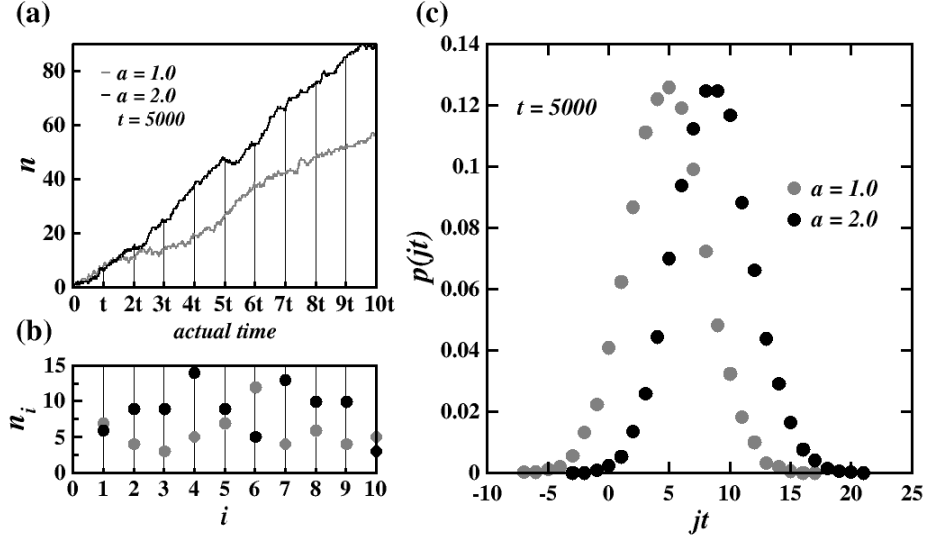 (a)
80
60
40
20
0
n
a = 1.0
a = 2.0
t = 5000
0 t 2t 3t 4t 5t 6t 7t 8t 9t 10t
actual time
(b)
15
10
5
0
n_i
0 1 2 3 4 5 6 7 8 9 10
i
(c)
0.14
0.12
0.1
0.08
0.06
0.04
0.02
0
p(jt)
t = 5000
a = 1.0
a = 2.0
-10 -5 0 5 10 15 20 25
jt